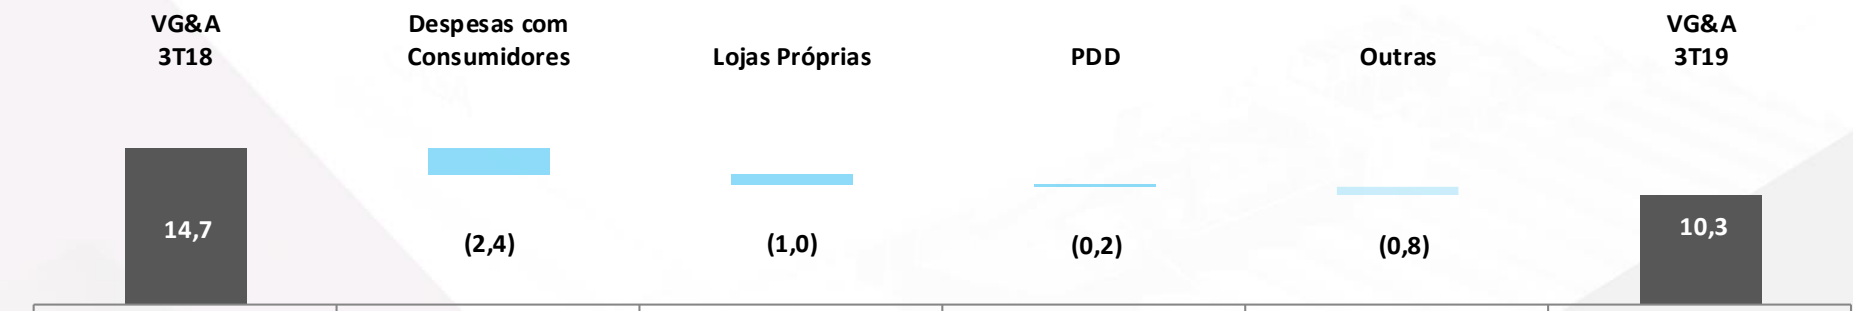 VG&A
3T18
Despesas com
Consumidores
Lojas Próprias
PDD
Outras
VG&A
3T19
14,7
(2,4)
(1,0)
(0,2)
(0,8)
10,3